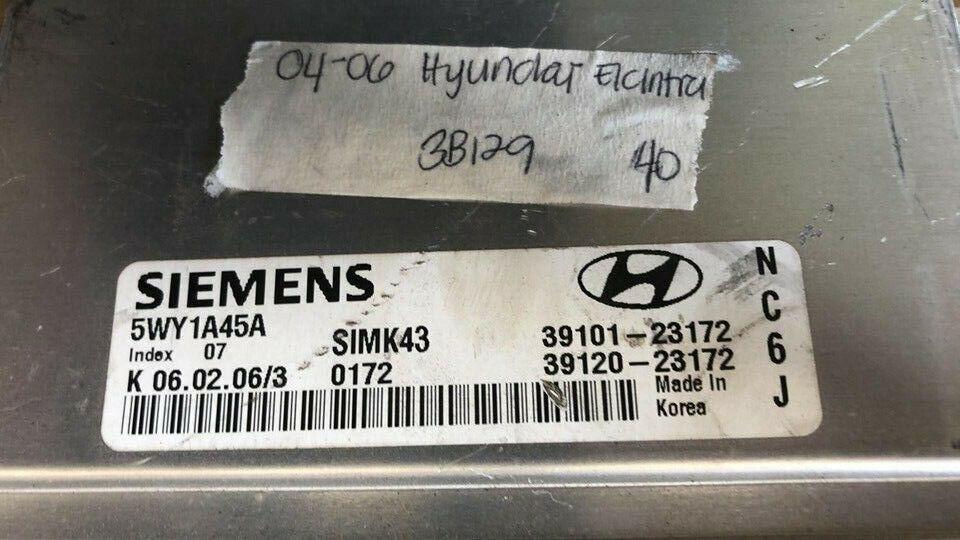 04-06 Hyundai Elantra
3B129 40
SIEMENS
5WY1A45A
Index 07
SIMK43
K 06.02.06/3 0172
39101-23172
39120-23172
Made in
Korea
N
C
6
J